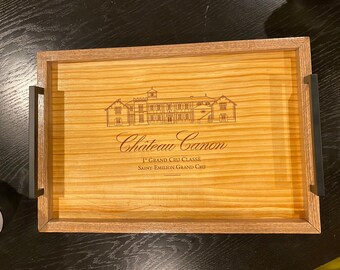 Château Canon
1er Grand Cru Classé
Saint Emilion Grand Cru